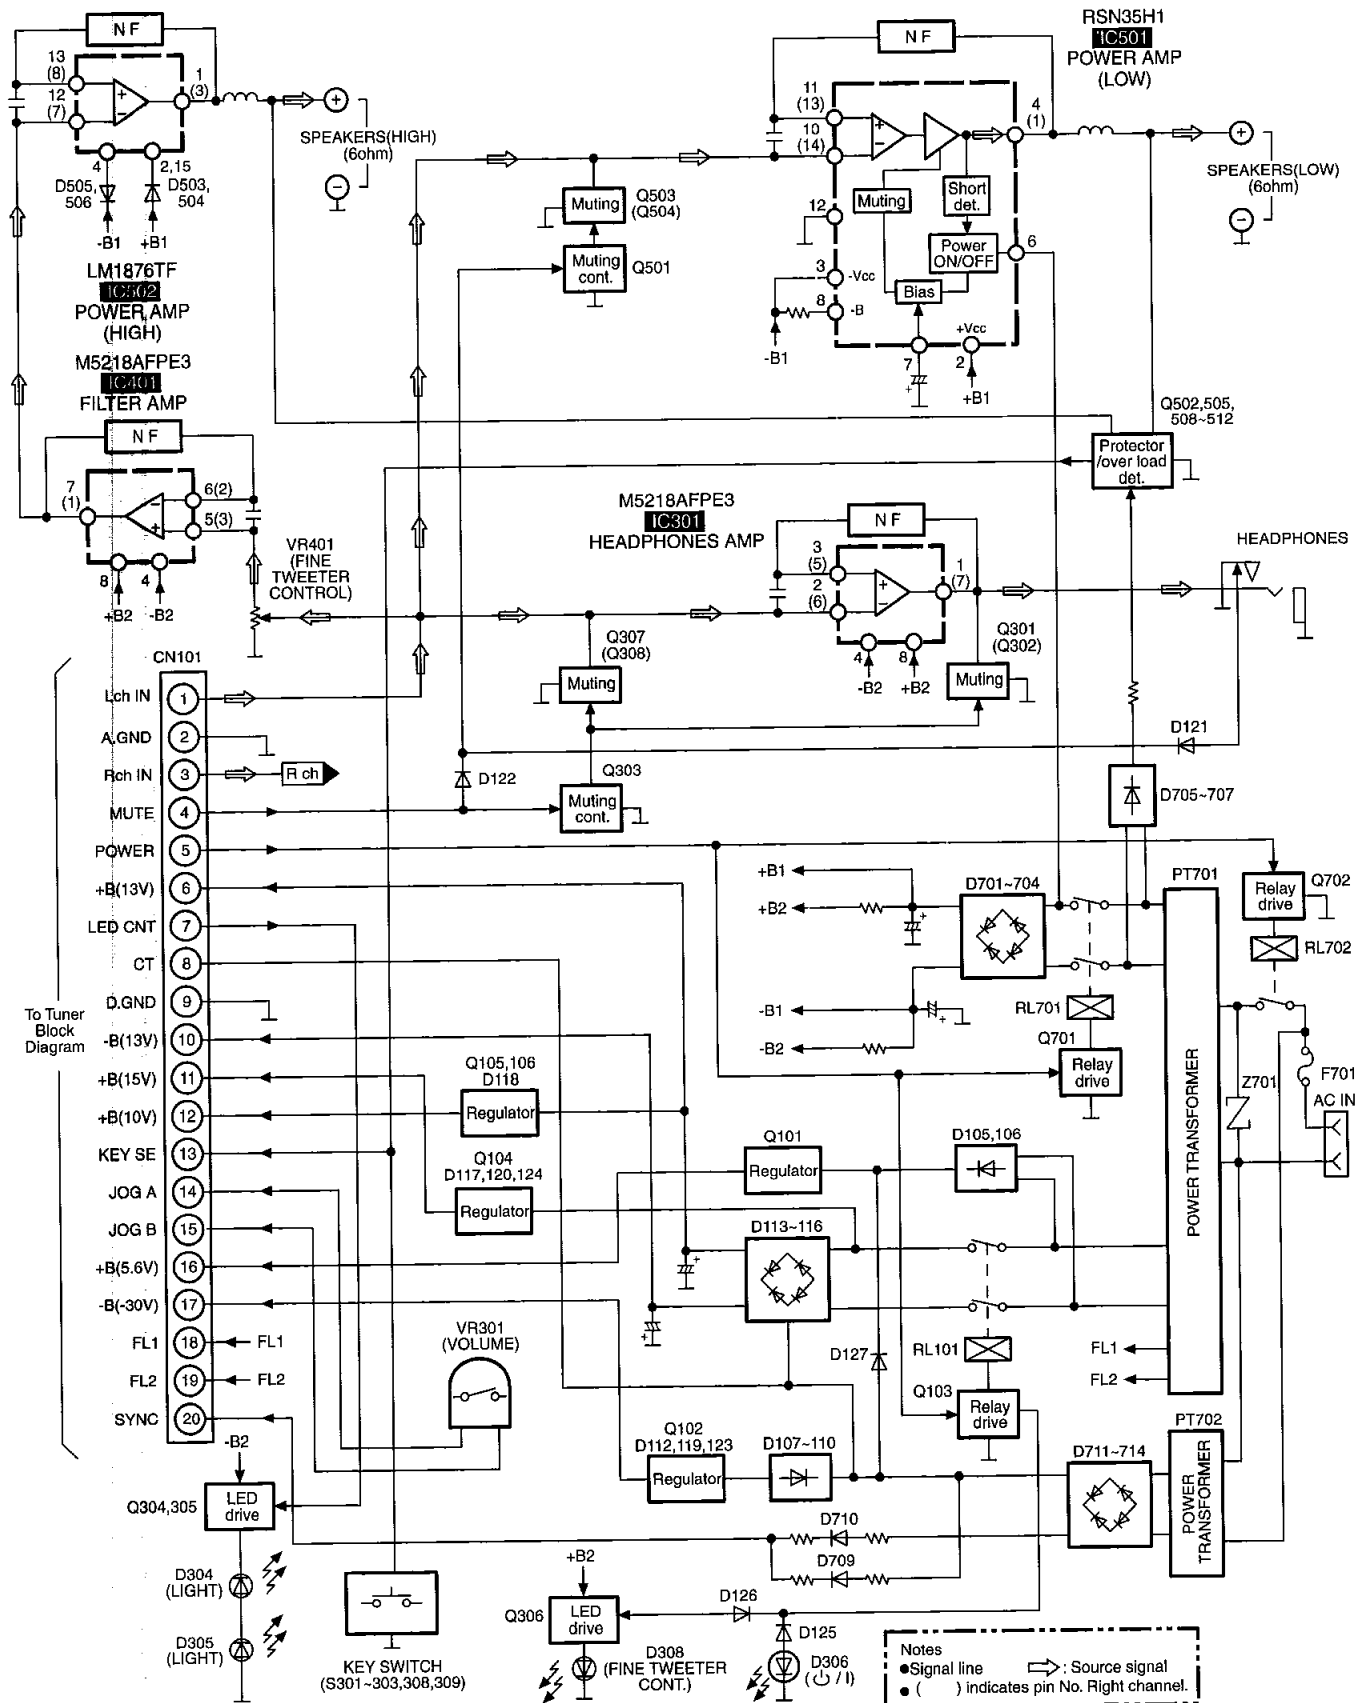 N F
13
(8)
12
(7)
1
(3)
4
2,15
D505,
506
D503,
504
-B1
+B1
SPEAKERS(HIGH)
(6ohm)
LM1876TF
IC502
POWER AMP
(HIGH)
M5218AFPE3
IC401
FILTER AMP
N F
7
(1)
6(2)
5(3)
8
4
+B2
-B2
VR401
(FINE
TWEETER
CONTROL)
RSN35H1
IC501
POWER AMP
(LOW)
N F
11
(13)
10
(14)
4
(1)
12
3
-Vcc
8
-B
-B1
Muting
Short
det.
Power
ON/OFF
Bias
6
7
+Vcc
2
+B1
SPEAKERS(LOW)
(6ohm)
Muting
Q503
(Q504)
Muting
cont.
Q501
Q502,505,
508~512
Protector
/over load
det.
M5218AFPE3
IC301
HEADPHONES AMP
N F
3
(5)
2
(6)
1
(7)
4
8
-B2
+B2
HEADPHONES
Q307
(Q308)
Muting
Q301
(Q302)
Muting
Q303
Muting
cont.
D122
D121
D705~707
CN101
Lch IN
1
A.GND
2
Rch IN
3
R ch
MUTE
4
POWER
5
+B(13V)
6
LED CNT
7
CT
8
D.GND
9
-B(13V)
10
+B(15V)
11
+B(10V)
12
KEY SE
13
JOG A
14
JOG B
15
+B(5.6V)
16
-B(-30V)
17
FL1
18
FL1
FL2
19
FL2
SYNC
20
To Tuner
Block
Diagram
+B1
+B2
-B1
-B2
D701~704
PT701
POWER TRANSFORMER
Relay
drive
Q702
RL702
RL701
Q701
Relay
drive
Z701
F701
AC IN
Q105,106
D118
Regulator
Q104
D117,120,124
Regulator
Q101
Regulator
D105,106
D113~116
RL101
Q103
Relay
drive
FL1
FL2
D127
VR301
(VOLUME)
Q102
D112,119,123
Regulator
D107~110
D711~714
PT702
POWER
TRANSFORMER
D710
D709
-B2
Q304,305
LED
drive
D304
(LIGHT)
D305
(LIGHT)
KEY SWITCH
(S301~303,308,309)
+B2
Q306
LED
drive
D308
(FINE TWEETER
CONT.)
D126
D125
D306
(⏻/I)
Notes
●Signal line ⇨ : Source signal
● ( ) indicates pin No. Right channel.